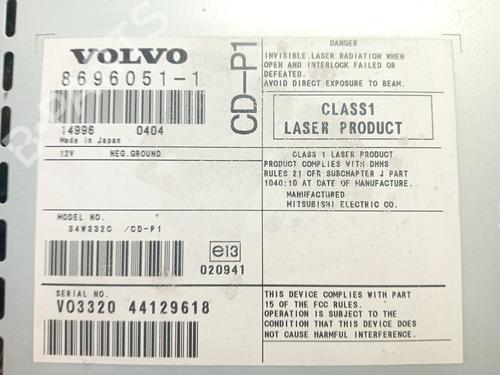 VOLVO
8696051-1
14996 0404
Made in Japan
12V NEG.GROUND
MODEL NO.
34W332C /CD-P1
e13
020941
SERIAL NO.
V03320 44129618
CD-P1
DANGER
INVISIBLE LASER RADIATION WHEN
OPEN AND INTERLOCK FAILED OR
DEFEATED.
AVOID DIRECT EXPOSURE TO BEAM.
CLASS1
LASER PRODUCT
CLASS 1 LASER PRODUCT
PRODUCT COMPLIES WITH DHHS
RULES 21 CFR SUBCHAPTER J PART
1040:10 AT DATE OF MANUFACTURE.
MANUFACTURED
MITSUBISHI ELECTRIC CO.
THIS DEVICE COMPLIES WITH PART
15 OF THE FCC RULES.
OPERATION IS SUBJECT TO THE
CONDITION THAT THIS DEVICE DOES
NOT CAUSE HARMFUL INTERFERENCE.